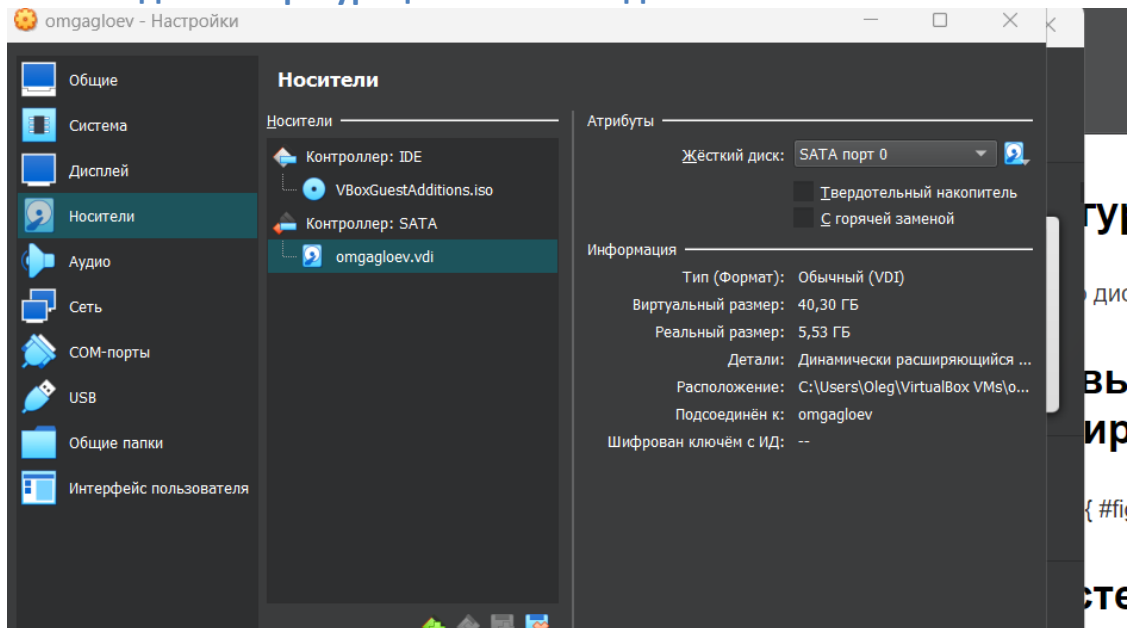 omgagloev - Настройки
Общие
Система
Дисплей
Носители
Аудио
Сеть
COM-порты
USB
Общие папки
Интерфейс пользователя
Носители
Носители
Контроллер: IDE
VBoxGuestAdditions.iso
Контроллер: SATA
omgagloev.vdi
Атрибуты
Жёсткий диск: SATA порт 0
Твердотельный накопитель
С горячей заменой
Информация
Тип (Формат): Обычный (VDI)
Виртуальный размер: 40,30 ГБ
Реальный размер: 5,53 ГБ
Детали: Динамически расширяющийся ...
Расположение: C:\Users\Oleg\VirtualBox VMs\o...
Подсоединён к: omgagloev
Шифрован ключём с ИД: --